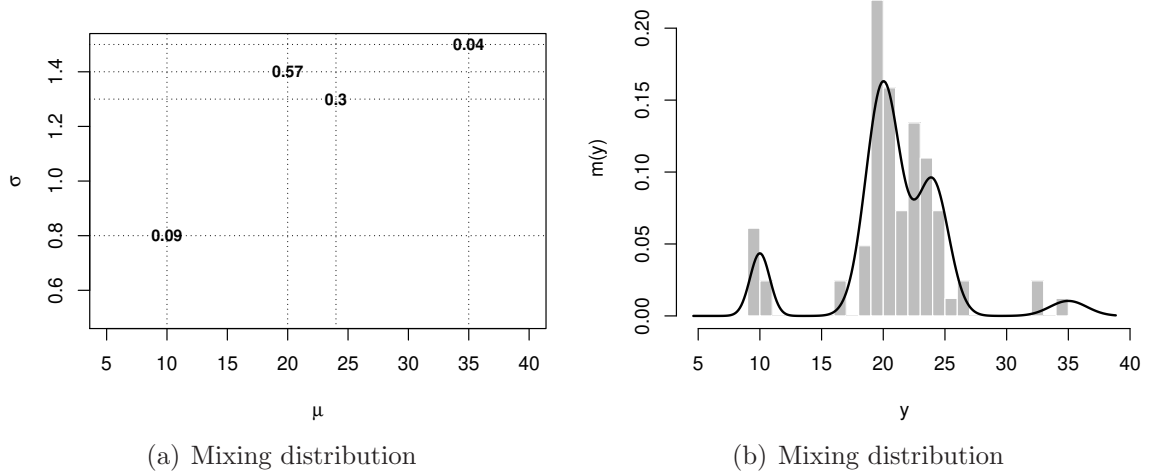 0.04
0.57
0.3
0.09
0.6 0.8 1.0 1.2 1.4
σ
5 10 15 20 25 30 35 40
μ
(a) Mixing distribution
0.00 0.05 0.10 0.15 0.20
m(y)
5 10 15 20 25 30 35 40
y
(b) Mixing distribution